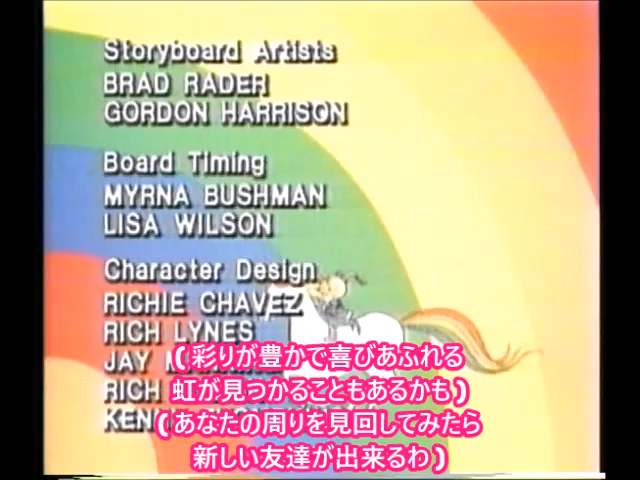 Storyboard Artists
BRAD RADER
GORDON HARRISON
Board Timing
MYRNA BUSHMAN
LISA WILSON
Character Design
RICHIE CHAVEZ
RICH LYNES
JAY
RICH
(彩りが豊かで喜びあふれる
虹が見つかることもあるかも)
(あなたの周りを見回してみたら
新しい友達が出来るわ)